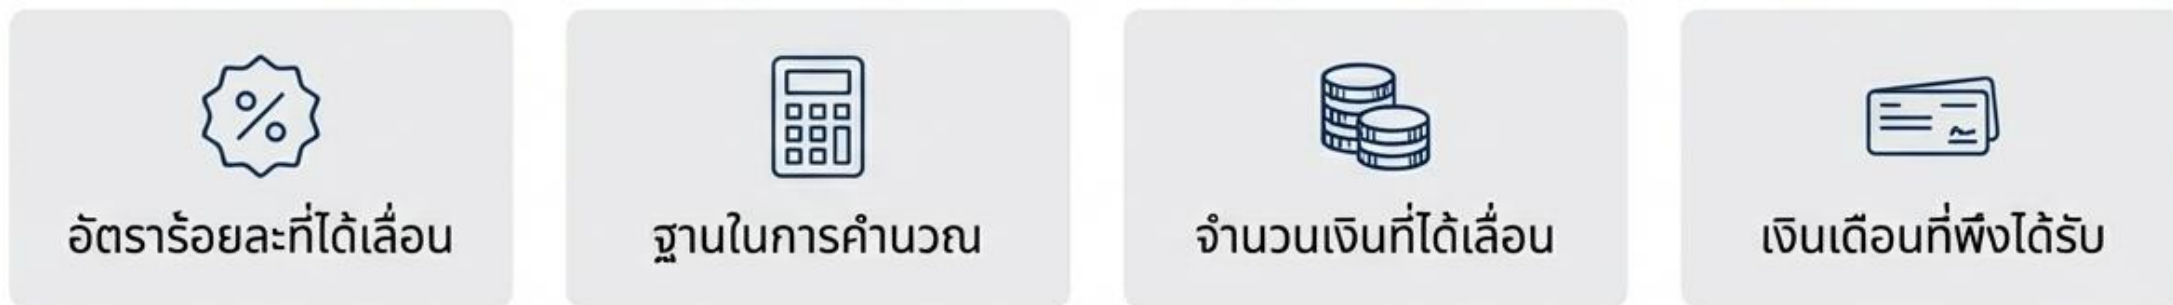 อัตราร้อยละที่ได้เลื่อน
ฐานในการคำนวณ
จำนวนเงินที่ได้เลื่อน
เงินเดือนที่พึงได้รับ